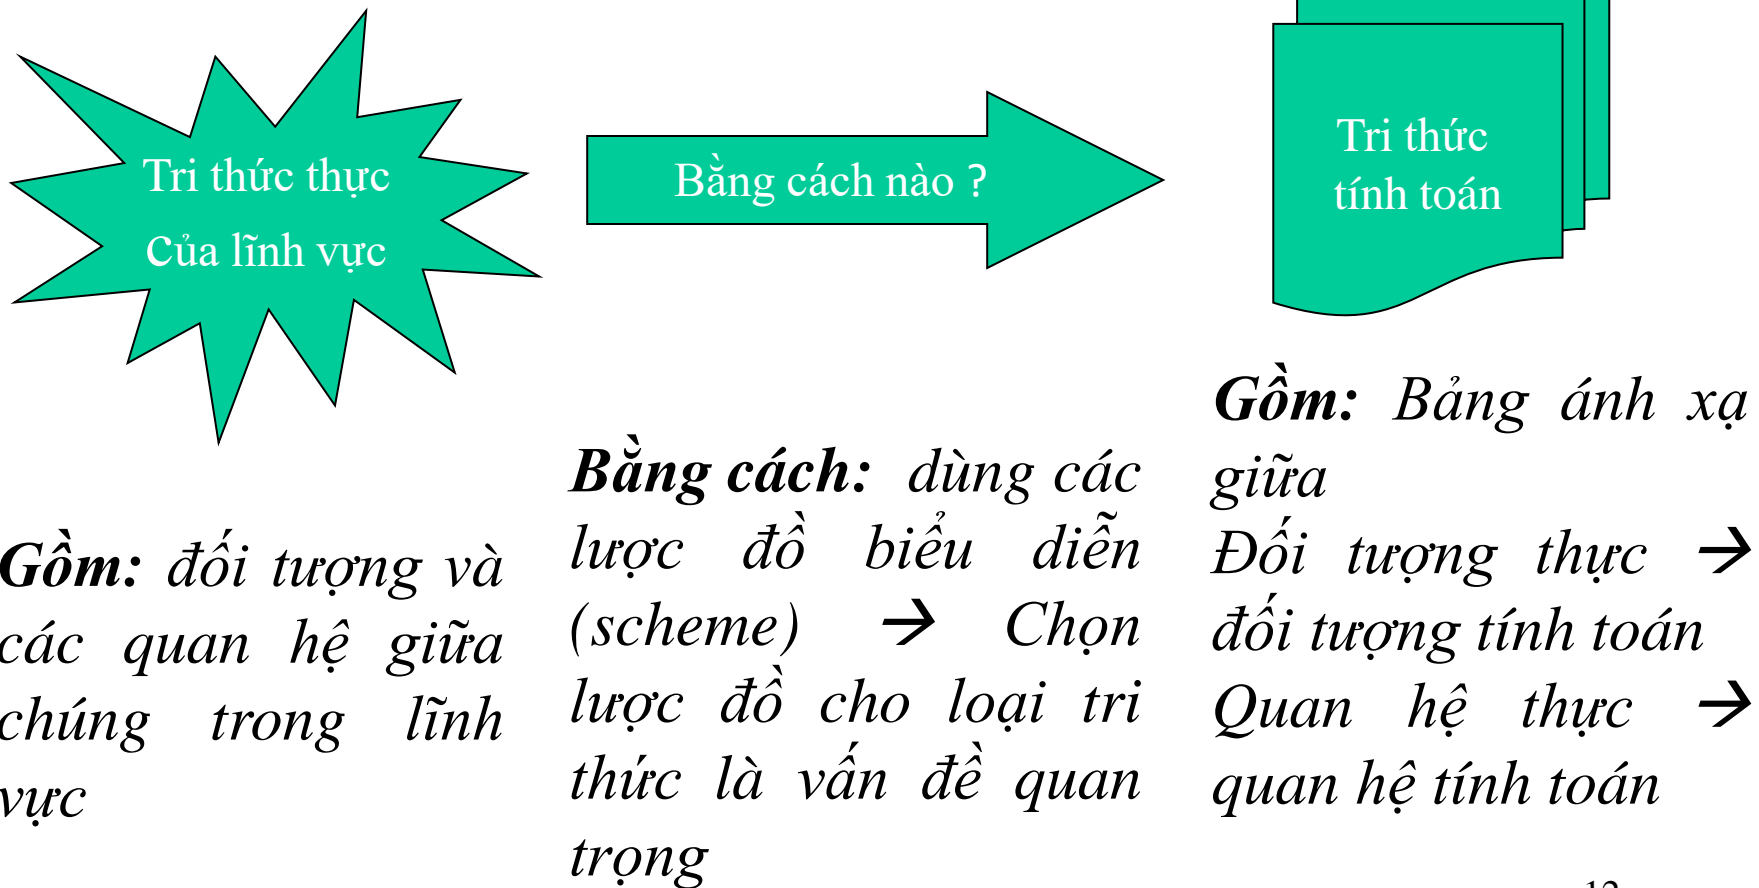 Tri thức thực
Của lĩnh vực
Bằng cách nào ?
Tri thức
tính toán
Gồm: đối tượng và
các quan hệ giữa
chúng trong lĩnh
vực
Bằng cách: dùng các
lược đồ biểu diễn
(scheme) → Chọn
lược đồ cho loại tri
thức là vấn đề quan
trọng
Gồm: Bảng ánh xạ
giữa
Đối tượng thực →
đối tượng tính toán
Quan hệ thực →
quan hệ tính toán